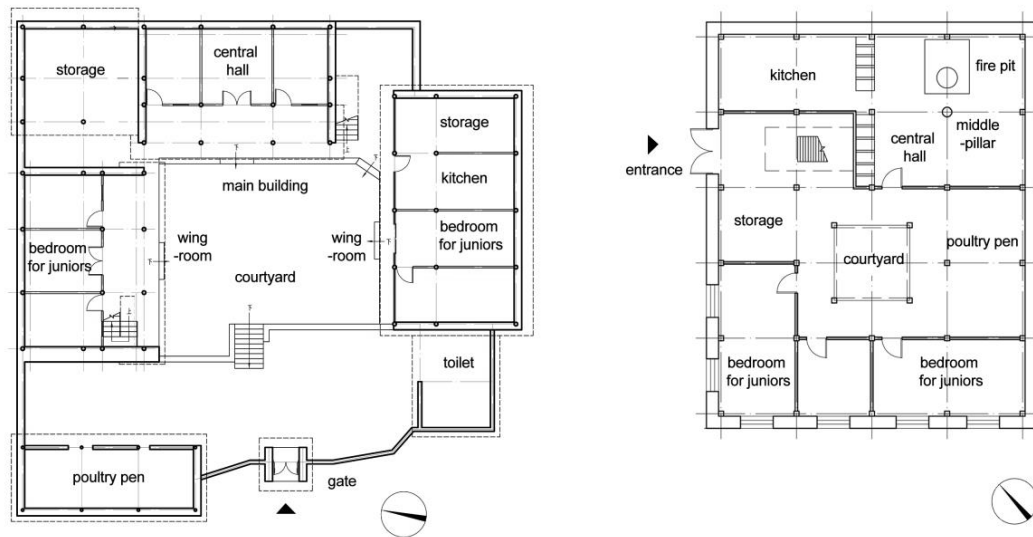 storage
central
hall
storage
kitchen
bedroom
for juniors
main building
wing
-room
courtyard
wing
-room
bedroom
for juniors
toilet
poultry pen
gate
kitchen
fire pit
middle
-pillar
central
hall
entrance
storage
courtyard
poultry pen
bedroom
for juniors
bedroom
for juniors